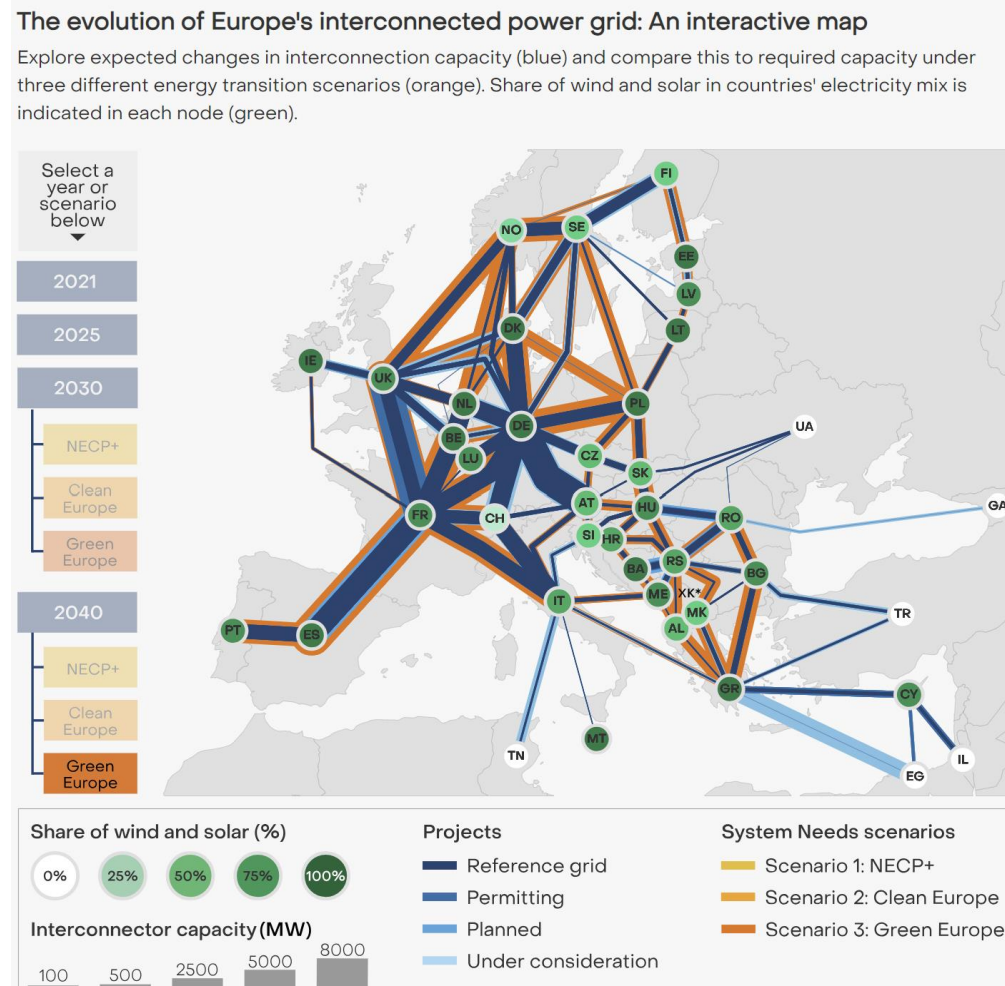 The evolution of Europe's interconnected power grid: An interactive map
Explore expected changes in interconnection capacity (blue) and compare this to required capacity under
three different energy transition scenarios (orange). Share of wind and solar in countries' electricity mix is
indicated in each node (green).
Select a
year or
scenario
below
2021
2025
2030
NECP+
Clean
Europe
Green
Europe
2040
NECP+
Clean
Europe
Green
Europe
FI
NO
SE
EE
LV
DK
LT
IE
UK
NL
PL
DE
BE
UA
LU
CZ
SK
AT
HU
GA
FR
CH
RO
SI
HR
BA
RS
BG
ME
XK*
IT
MK
TR
PT
ES
AL
GR
CY
MT
TN
IL
EG
Share of wind and solar (%)
0%
25%
50%
75%
100%
Interconnector capacity (MW)
100
500
2500
5000
8000
Projects
Reference grid
Permitting
Planned
Under consideration
System Needs scenarios
Scenario 1: NECP+
Scenario 2: Clean Europe
Scenario 3: Green Europe